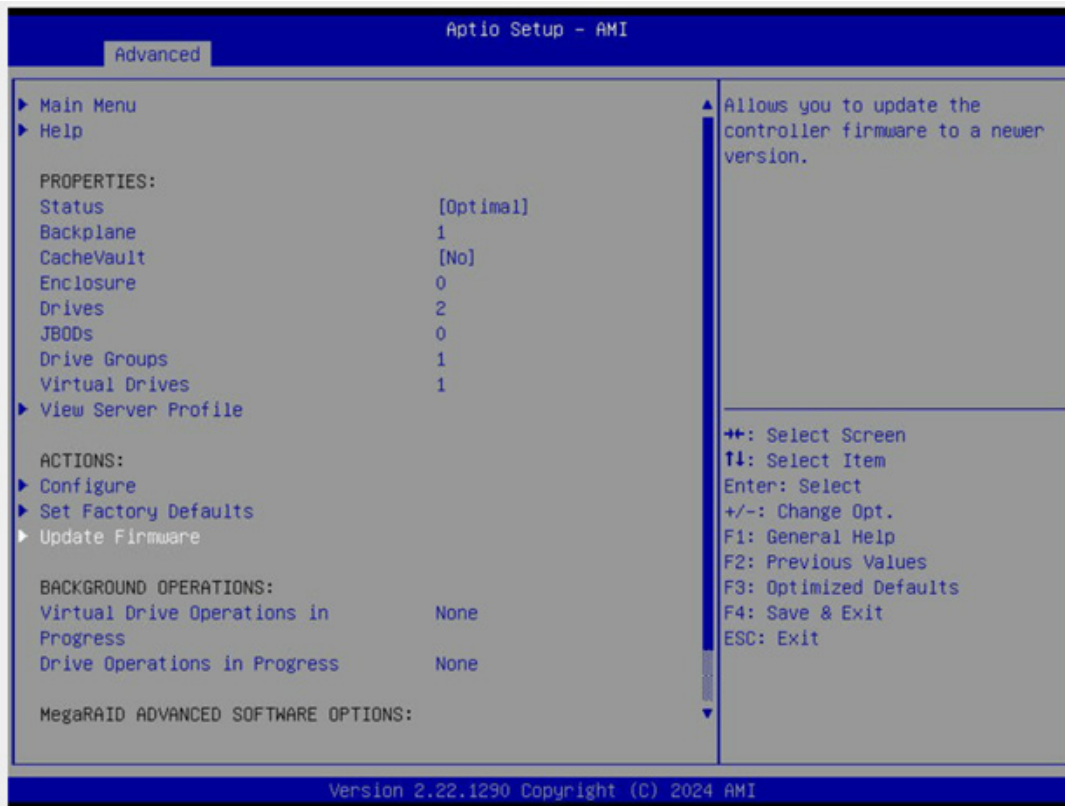 Aptio Setup – AMI
Advanced
Main Menu
Help
PROPERTIES:
Status [Optimal]
Backplane 1
CacheVault [No]
Enclosure 0
Drives 2
JBODs 0
Drive Groups 1
Virtual Drives 1
View Server Profile
ACTIONS:
Configure
Set Factory Defaults
Update Firmware
BACKGROUND OPERATIONS:
Virtual Drive Operations in None
Progress
Drive Operations in Progress None
MegaRAID ADVANCED SOFTWARE OPTIONS:
Allows you to update the
controller firmware to a newer
version.
→←: Select Screen
↑↓: Select Item
Enter: Select
+/-: Change Opt.
F1: General Help
F2: Previous Values
F3: Optimized Defaults
F4: Save & Exit
ESC: Exit
Version 2.22.1290 Copyright (C) 2024 AMI